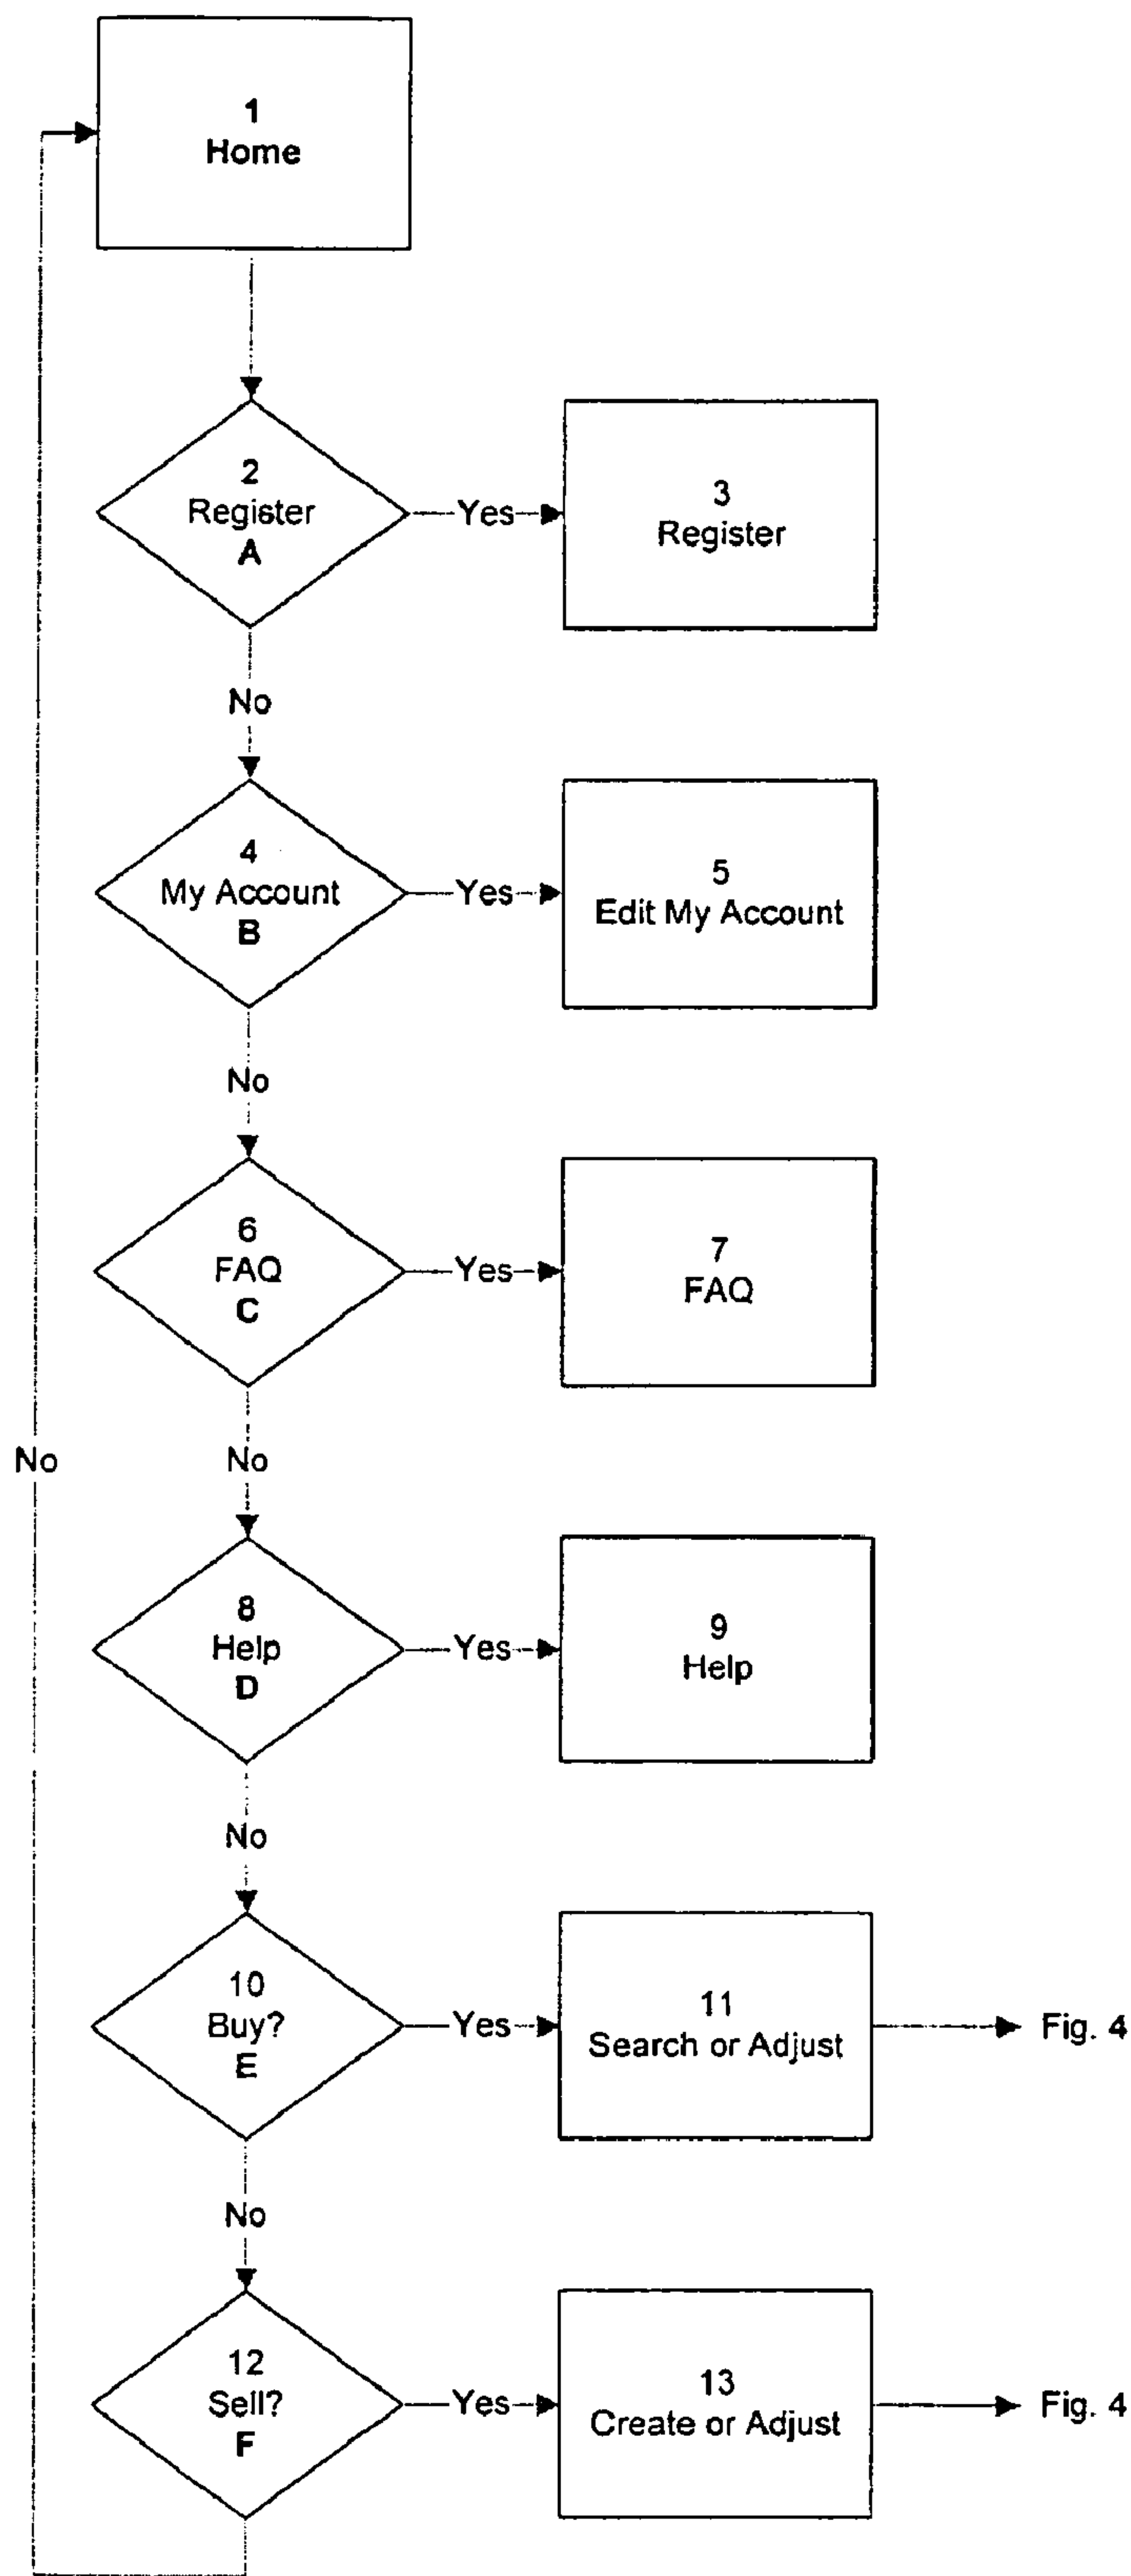 1
Home
2
Register
A
Yes
3
Register
No
4
My Account
B
Yes
5
Edit My Account
No
6
FAQ
C
Yes
7
FAQ
No
No
8
Help
D
Yes
9
Help
No
10
Buy?
E
Yes
11
Search or Adjust
Fig. 4
No
12
Sell?
F
Yes
13
Create or Adjust
Fig. 4